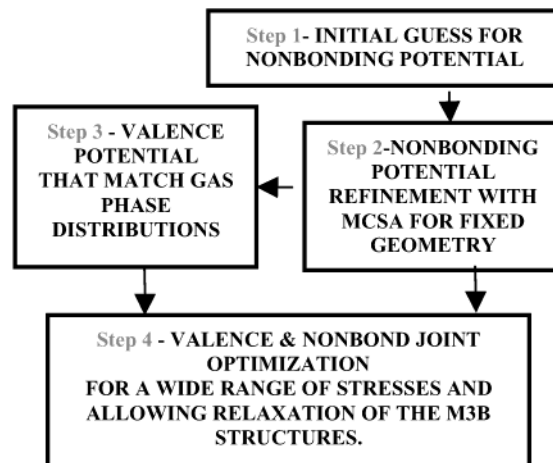 Step 1- INITIAL GUESS FOR
NONBONDING POTENTIAL
Step 3 - VALENCE
POTENTIAL
THAT MATCH GAS
PHASE
DISTRIBUTIONS
Step 2-NONBONDING
POTENTIAL
REFINEMENT WITH
MCSA FOR FIXED
GEOMETRY
Step 4 - VALENCE & NONBOND JOINT
OPTIMIZATION
FOR A WIDE RANGE OF STRESSES AND
ALLOWING RELAXATION OF THE M3B
STRUCTURES.